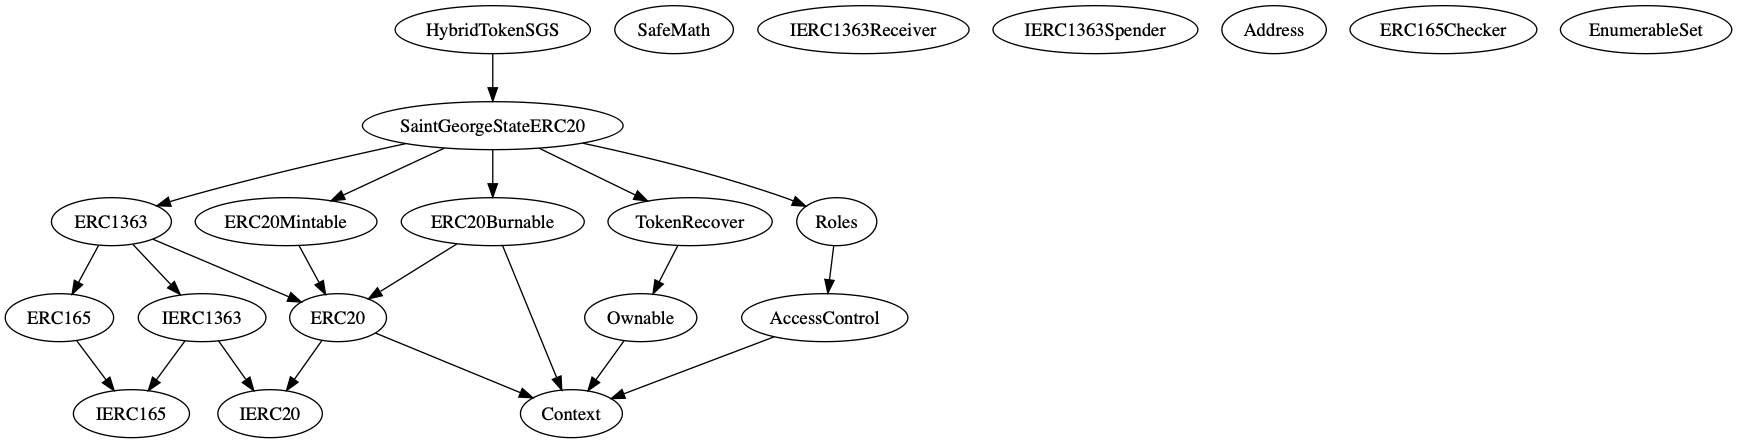 HybridTokenSGS
SafeMath
IERC1363Receiver
IERC1363Spender
Address
ERC165Checker
EnumerableSet
SaintGeorgeStateERC20
ERC1363
ERC20Mintable
ERC20Burnable
TokenRecover
Roles
ERC165
IERC1363
ERC20
Ownable
AccessControl
IERC165
IERC20
Context